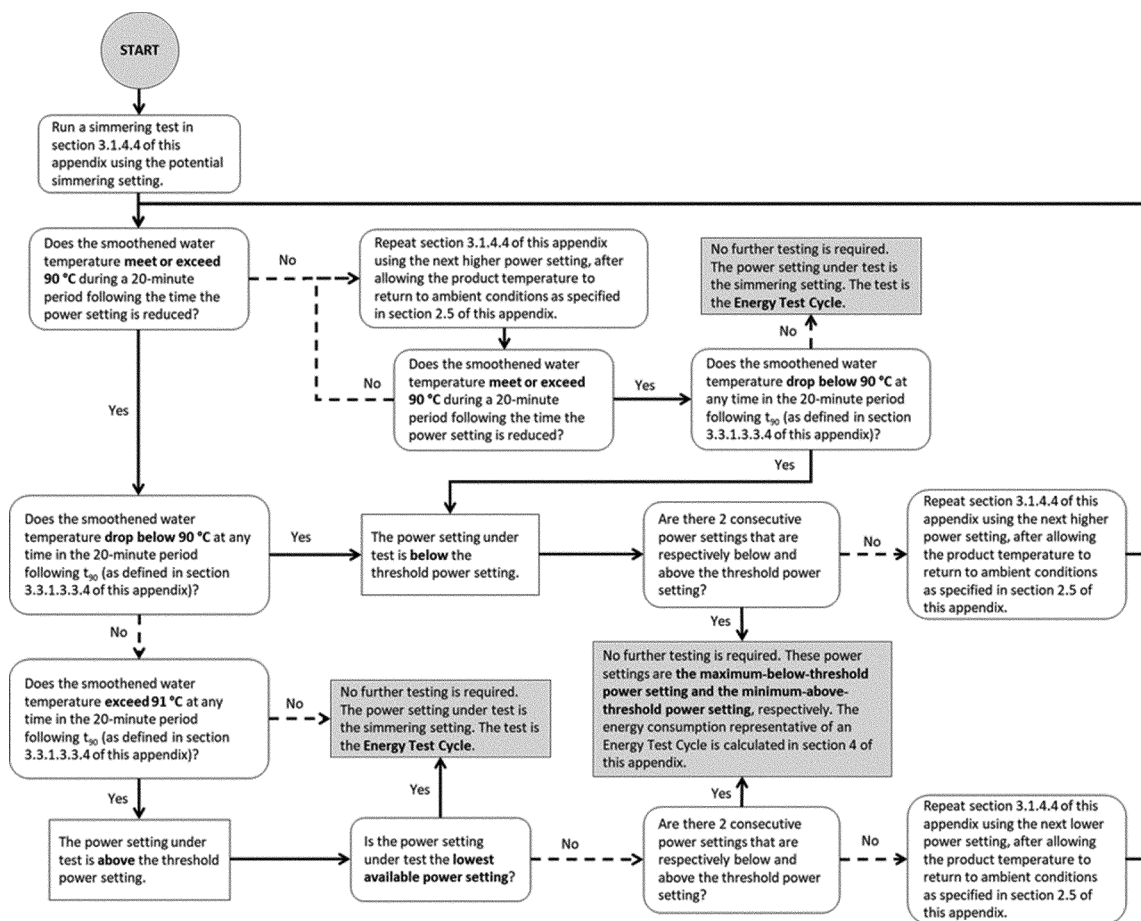 START
Run a simmering test in
section 3.1.4.4 of this
appendix using the potential
simmering setting.
Does the smoothened water
temperature meet or exceed
90 °C during a 20-minute
period following the time the
power setting is reduced?
No
Repeat section 3.1.4.4 of this appendix
using the next higher power setting, after
allowing the product temperature to
return to ambient conditions as specified
in section 2.5 of this appendix.
No further testing is required.
The power setting under test is
the simmering setting. The test is
the Energy Test Cycle.
No
No
Does the smoothened water
temperature meet or exceed
90 °C during a 20-minute
period following the time the
power setting is reduced?
Yes
Does the smoothened water
temperature drop below 90 °C at
any time in the 20-minute period
following t90 (as defined in section
3.3.1.3.3.4 of this appendix)?
Yes
Yes
Does the smoothened water
temperature drop below 90 °C at any
time in the 20-minute period
following t90 (as defined in section
3.3.1.3.3.4 of this appendix)?
Yes
The power setting under
test is below the
threshold power setting.
Are there 2 consecutive
power settings that are
respectively below and
above the threshold power
setting?
No
Repeat section 3.1.4.4 of this
appendix using the next higher
power setting, after allowing
the product temperature to
return to ambient conditions
as specified in section 2.5 of
this appendix.
No
Yes
Does the smoothened water
temperature exceed 91 °C at any
time in the 20-minute period
following t90 (as defined in section
3.3.1.3.3.4 of this appendix)?
No
No further testing is required.
The power setting under test is
the simmering setting. The test is
the Energy Test Cycle.
No further testing is required. These power
settings are the maximum-below-threshold
power setting and the minimum-above-
threshold power setting, respectively. The
energy consumption representative of an
Energy Test Cycle is calculated in section 4 of
this appendix.
Yes
Yes
Yes
The power setting under
test is above the threshold
power setting.
Is the power setting
under test the lowest
available power setting?
No
Are there 2 consecutive
power settings that are
respectively below and
above the threshold power
setting?
No
Repeat section 3.1.4.4 of this
appendix using the next lower
power setting, after allowing
the product temperature to
return to ambient conditions
as specified in section 2.5 of
this appendix.